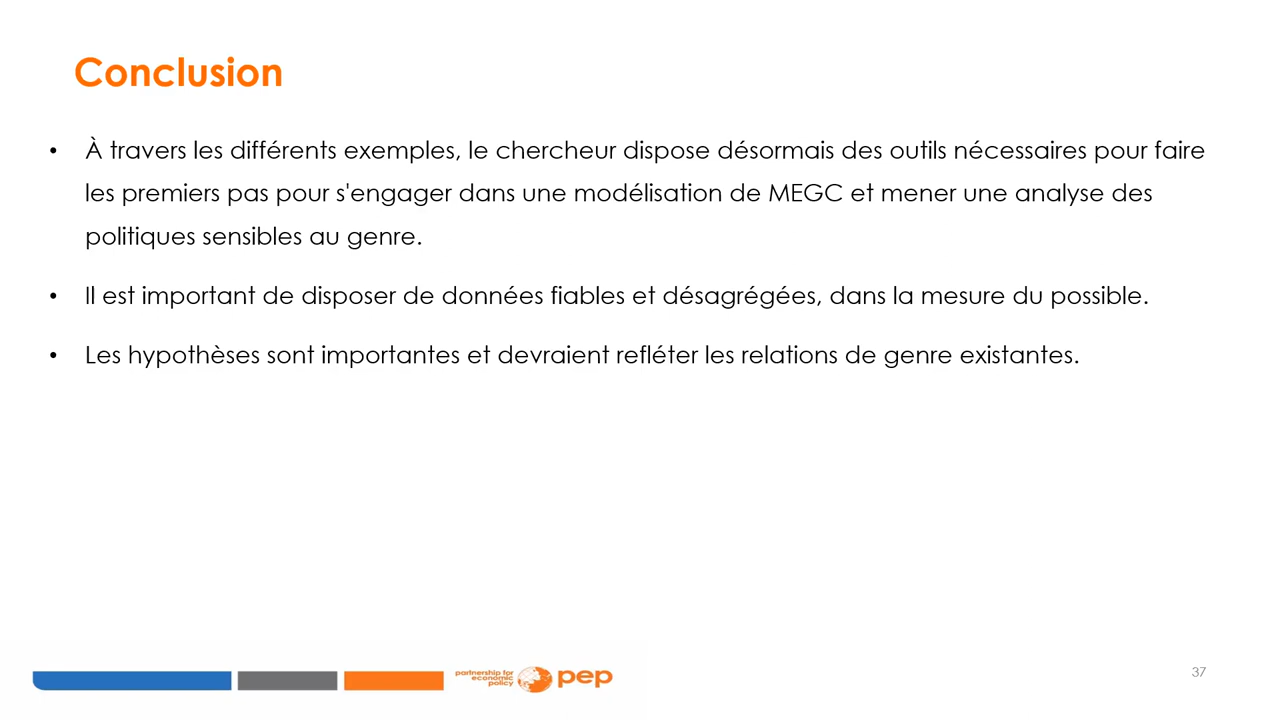 Conclusion
• À travers les différents exemples, le chercheur dispose désormais des outils nécessaires pour faire
les premiers pas pour s'engager dans une modélisation de MEGC et mener une analyse des
politiques sensibles au genre.
• Il est important de disposer de données fiables et désagrégées, dans la mesure du possible.
• Les hypothèses sont importantes et devraient refléter les relations de genre existantes.
partnership for
economic
policy
pep
37